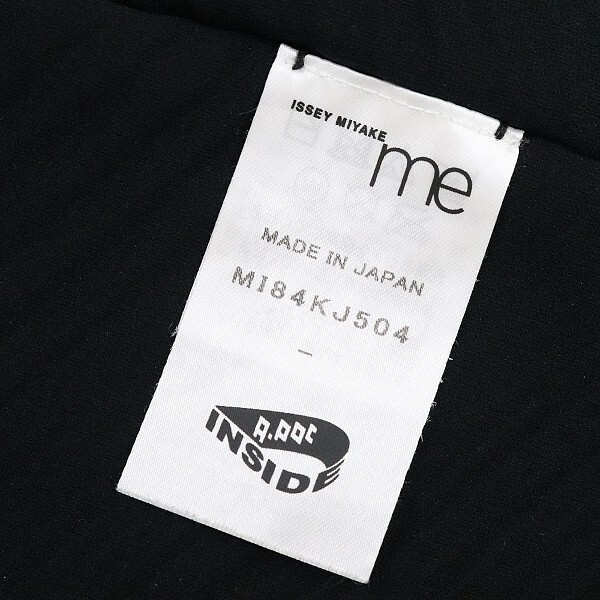 ISSEY MIYAKE
me
MADE IN JAPAN
MI84KJ504
–
A.POC
INSIDE